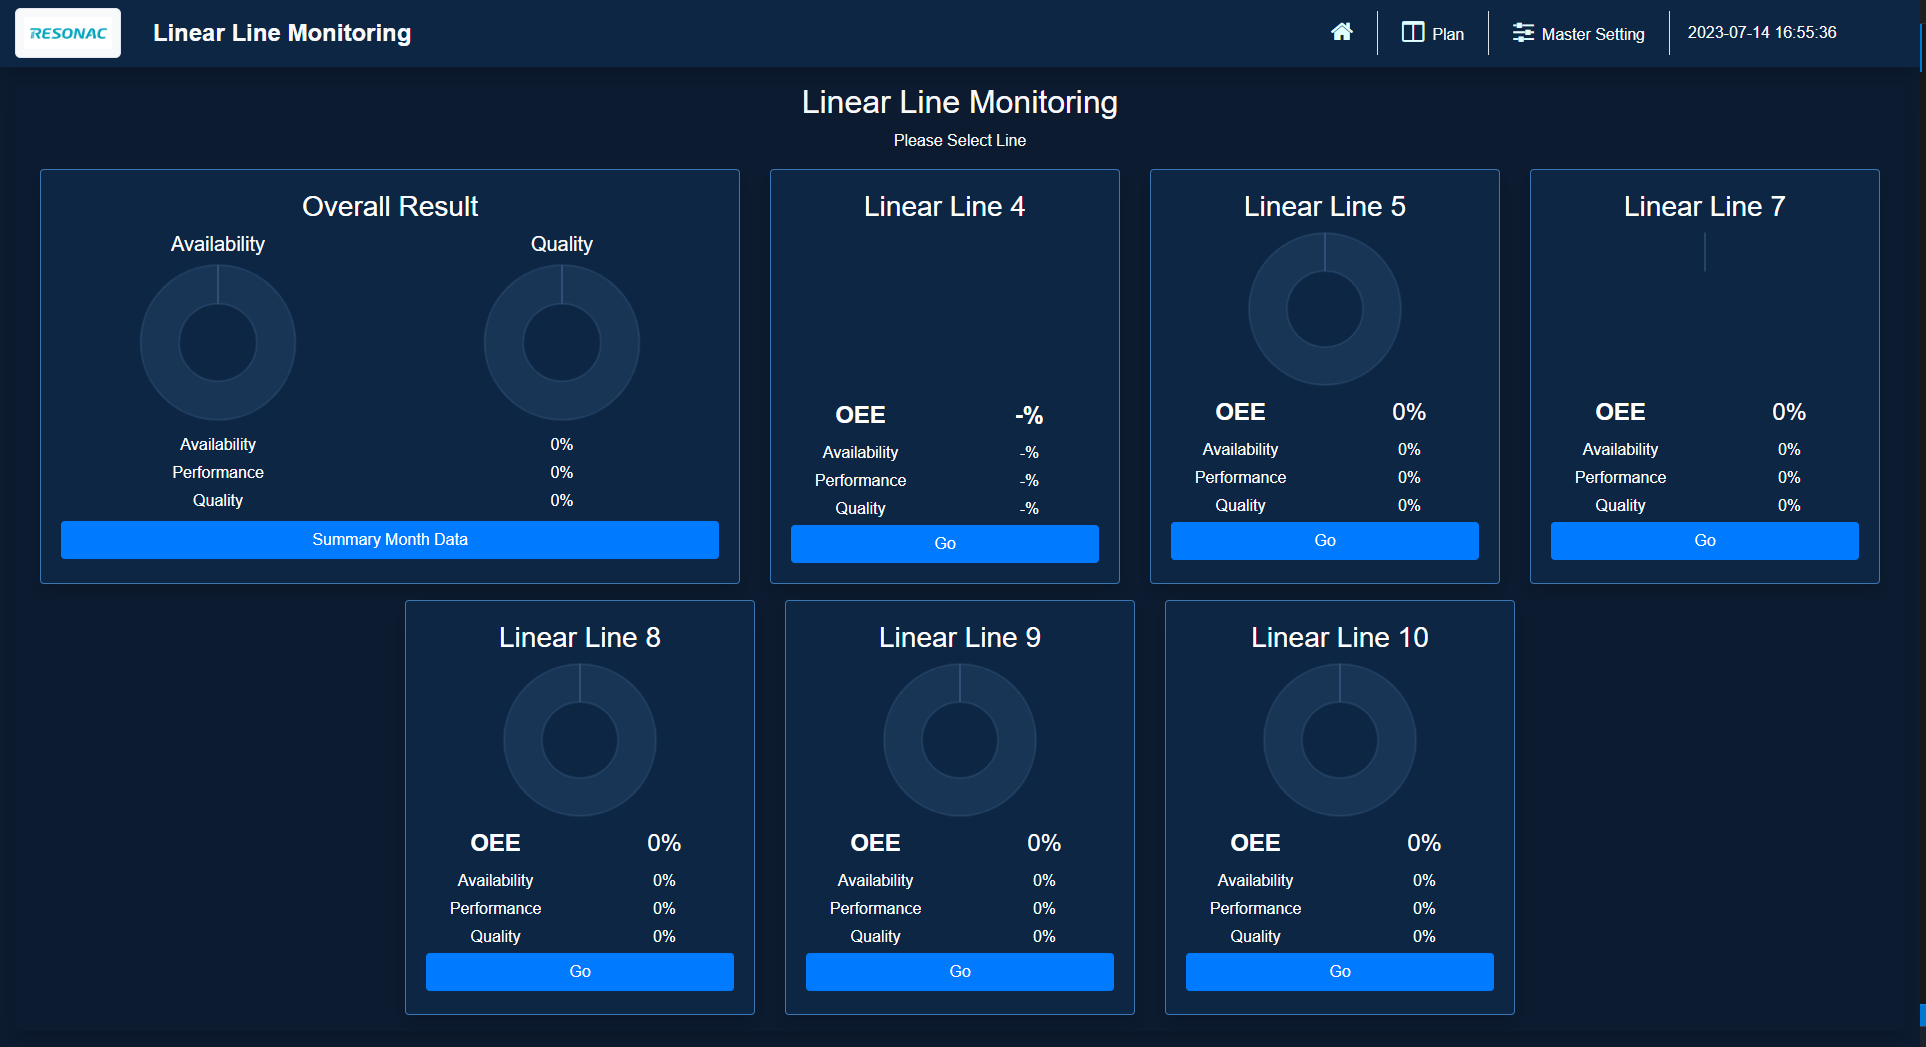 RESONAC
Linear Line Monitoring
Plan
Master Setting
2023-07-14 16:55:36
Linear Line Monitoring
Please Select Line
Overall Result
Availability
Quality
Availability 0%
Performance 0%
Quality 0%
Summary Month Data
Linear Line 4
OEE -%
Availability -%
Performance -%
Quality -%
Go
Linear Line 5
OEE 0%
Availability 0%
Performance 0%
Quality 0%
Go
Linear Line 7
OEE 0%
Availability 0%
Performance 0%
Quality 0%
Go
Linear Line 8
OEE 0%
Availability 0%
Performance 0%
Quality 0%
Go
Linear Line 9
OEE 0%
Availability 0%
Performance 0%
Quality 0%
Go
Linear Line 10
OEE 0%
Availability 0%
Performance 0%
Quality 0%
Go